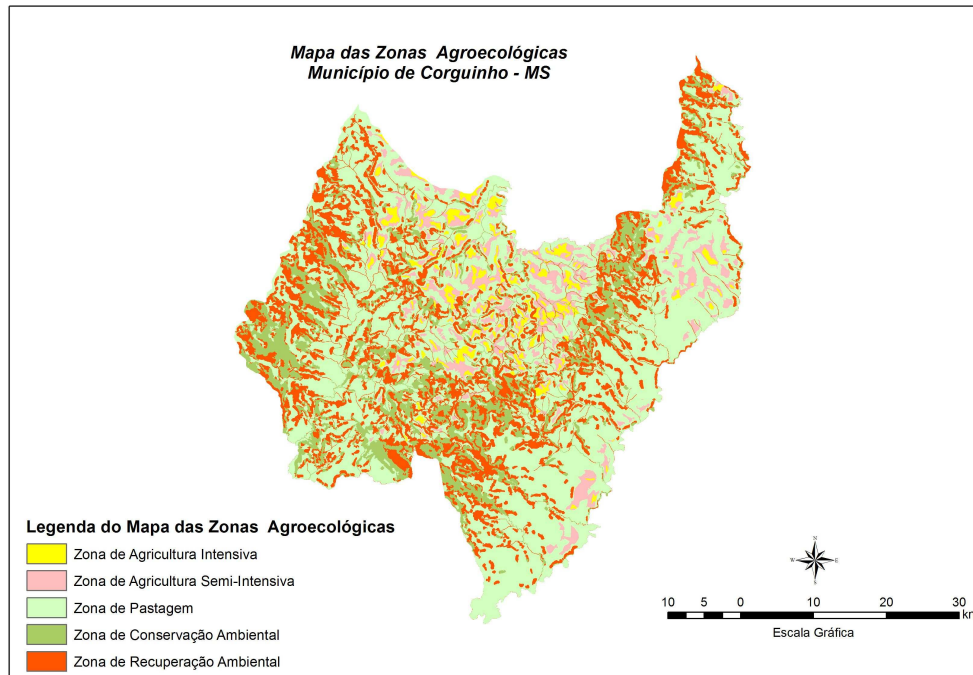 Mapa das Zonas Agroecológicas
Município de Corguinho - MS
Legenda do Mapa das Zonas Agroecológicas
Zona de Agricultura Intensiva
Zona de Agricultura Semi-Intensiva
Zona de Pastagem
Zona de Conservação Ambiental
Zona de Recuperação Ambiental
N
W E
S
10 5 0 10 20 30
km
Escala Gráfica